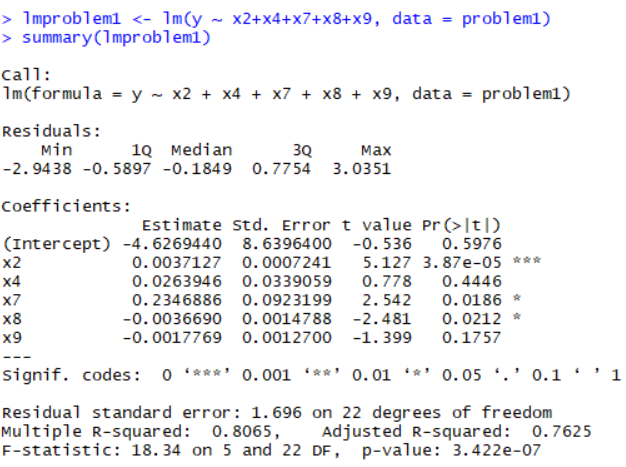 > lmproblem1 <- lm(y ~ x2+x4+x7+x8+x9, data = problem1)
> summary(lmproblem1)

Call:
lm(formula = y ~ x2 + x4 + x7 + x8 + x9, data = problem1)

Residuals:
    Min      1Q  Median      3Q     Max
-2.9438 -0.5897 -0.1849  0.7754  3.0351

Coefficients:
              Estimate Std. Error t value Pr(>|t|)
(Intercept) -4.6269440  8.6396400  -0.536   0.5976
x2           0.0037127  0.0007241   5.127 3.87e-05 ***
x4           0.0263946  0.0339059   0.778   0.4446
x7           0.2346886  0.0923199   2.542   0.0186 *
x8          -0.0036690  0.0014788  -2.481   0.0212 *
x9          -0.0017769  0.0012700  -1.399   0.1757
---
Signif. codes:  0 ‘***’ 0.001 ‘**’ 0.01 ‘*’ 0.05 ‘.’ 0.1 ‘ ’ 1

Residual standard error: 1.696 on 22 degrees of freedom
Multiple R-squared:  0.8065,    Adjusted R-squared:  0.7625
F-statistic: 18.34 on 5 and 22 DF,  p-value: 3.422e-07